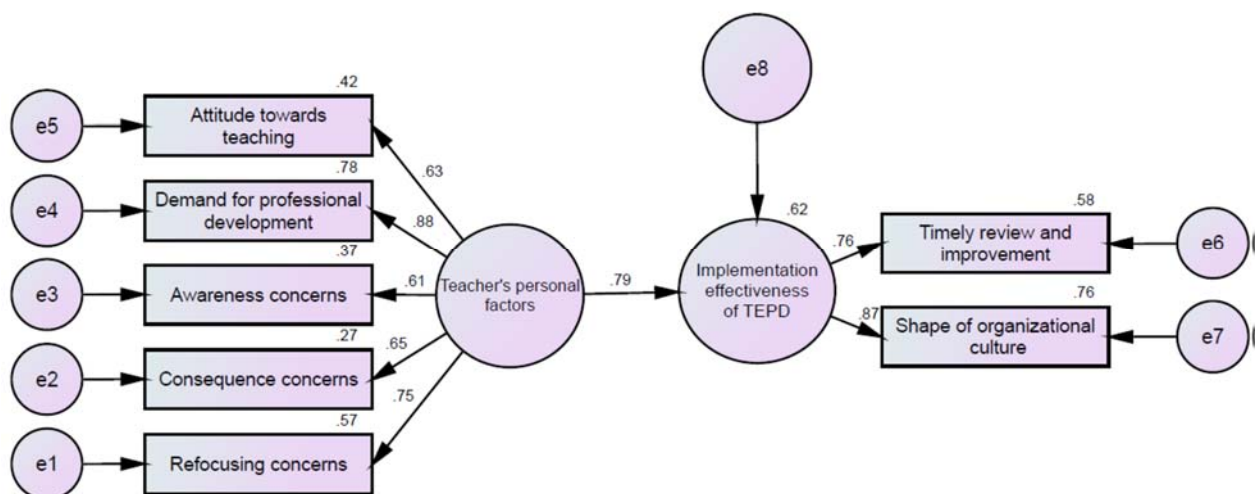 e8
.42
e5
Attitude towards
teaching
.63
.78
e4
Demand for professional
development
.88
.37
e3
Awareness concerns
.61
.27
e2
Consequence concerns
.65
.57
e1
Refocusing concerns
.75
Teacher's personal
factors
.79
.62
Implementation
effectiveness
of TEPD
.76
.58
Timely review and
improvement
e6
.87
.76
Shape of organizational
culture
e7